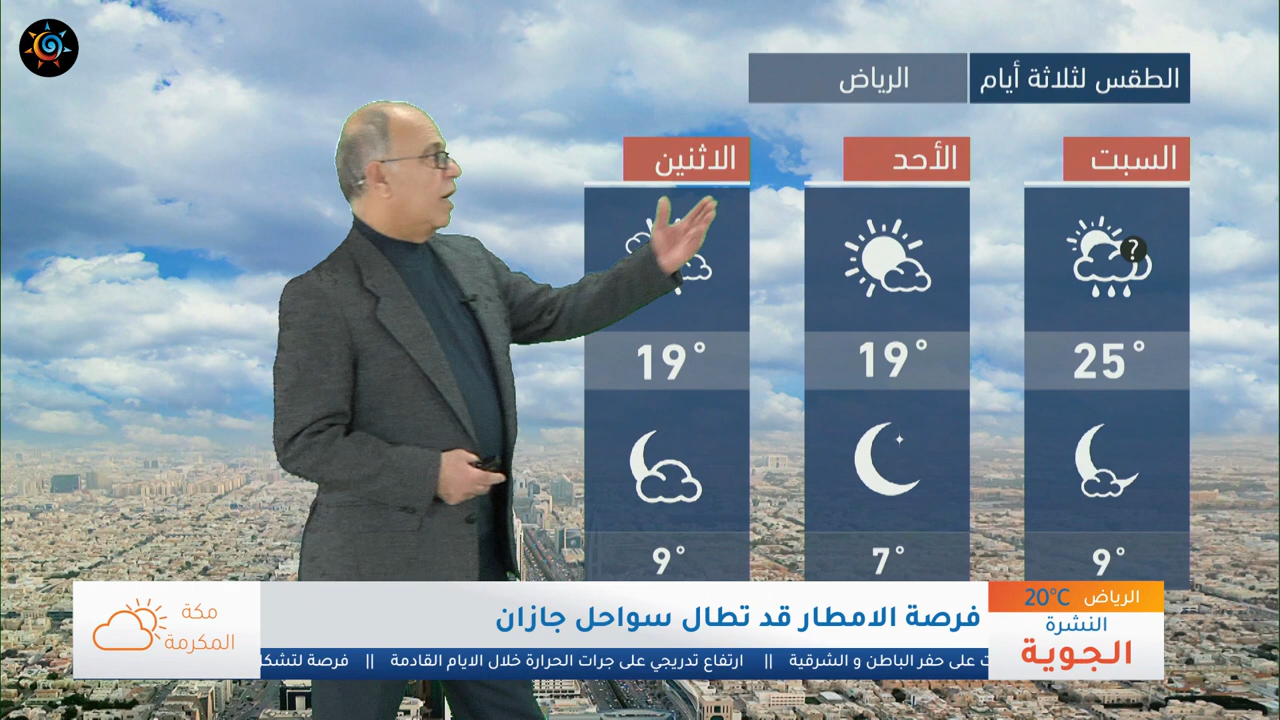 الطقس لثلاثة أيام
الرياض
السبت
الأحد
الاثنين
?
25°
19°
19°
9°
7°
9°
الرياض 20°C
النشرة
الجوية
فرصة الامطار قد تطال سواحل جازان
ت على حفر الباطن و الشرقية || ارتفاع تدريجي على جرات الحرارة خلال الايام القادمة || فرصة لتشكل
مكة
المكرمة